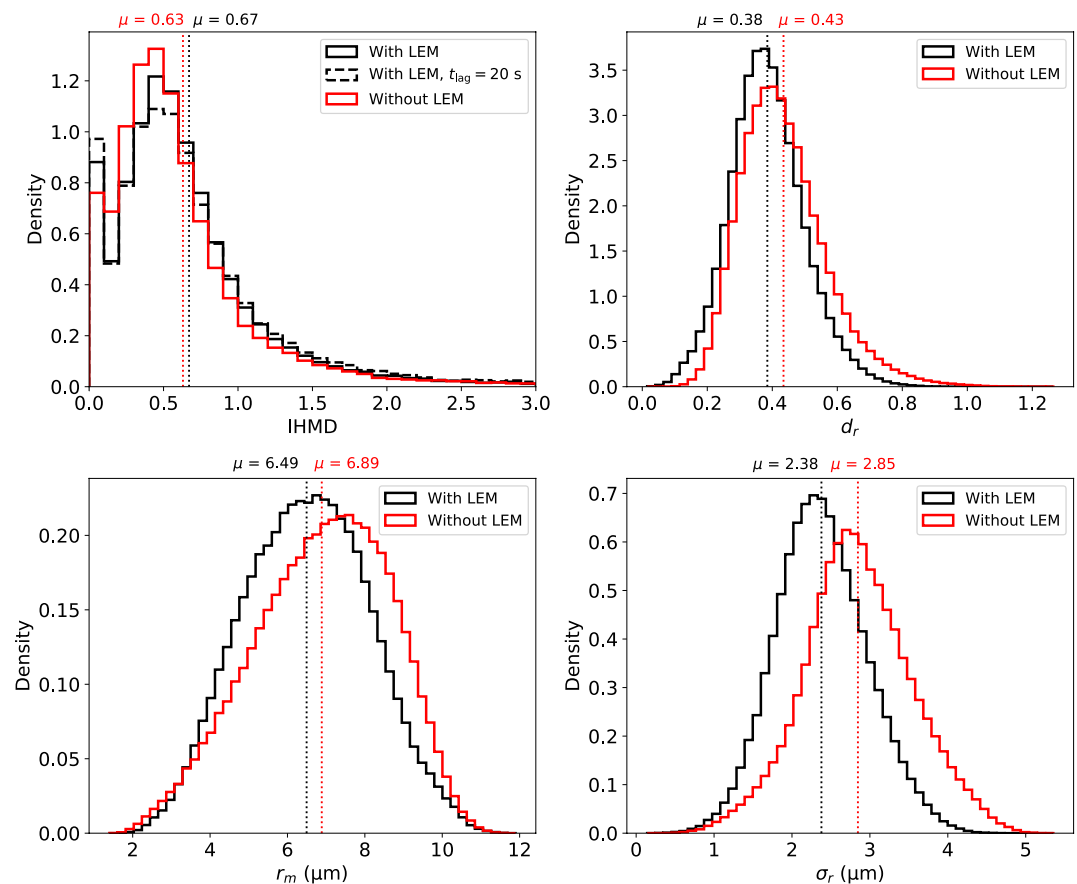 μ = 0.63 μ = 0.67
With LEM
With LEM, t_lag = 20 s
Without LEM
Density
0.0 0.2 0.4 0.6 0.8 1.0 1.2
0.0 0.5 1.0 1.5 2.0 2.5 3.0
IHMD
μ = 0.38 μ = 0.43
With LEM
Without LEM
Density
0.0 0.5 1.0 1.5 2.0 2.5 3.0 3.5
0.0 0.2 0.4 0.6 0.8 1.0 1.2
d_r
μ = 6.49 μ = 6.89
With LEM
Without LEM
Density
0.00 0.05 0.10 0.15 0.20
2 4 6 8 10 12
r_m (μm)
μ = 2.38 μ = 2.85
With LEM
Without LEM
Density
0.0 0.1 0.2 0.3 0.4 0.5 0.6 0.7
0 1 2 3 4 5
σ_r (μm)